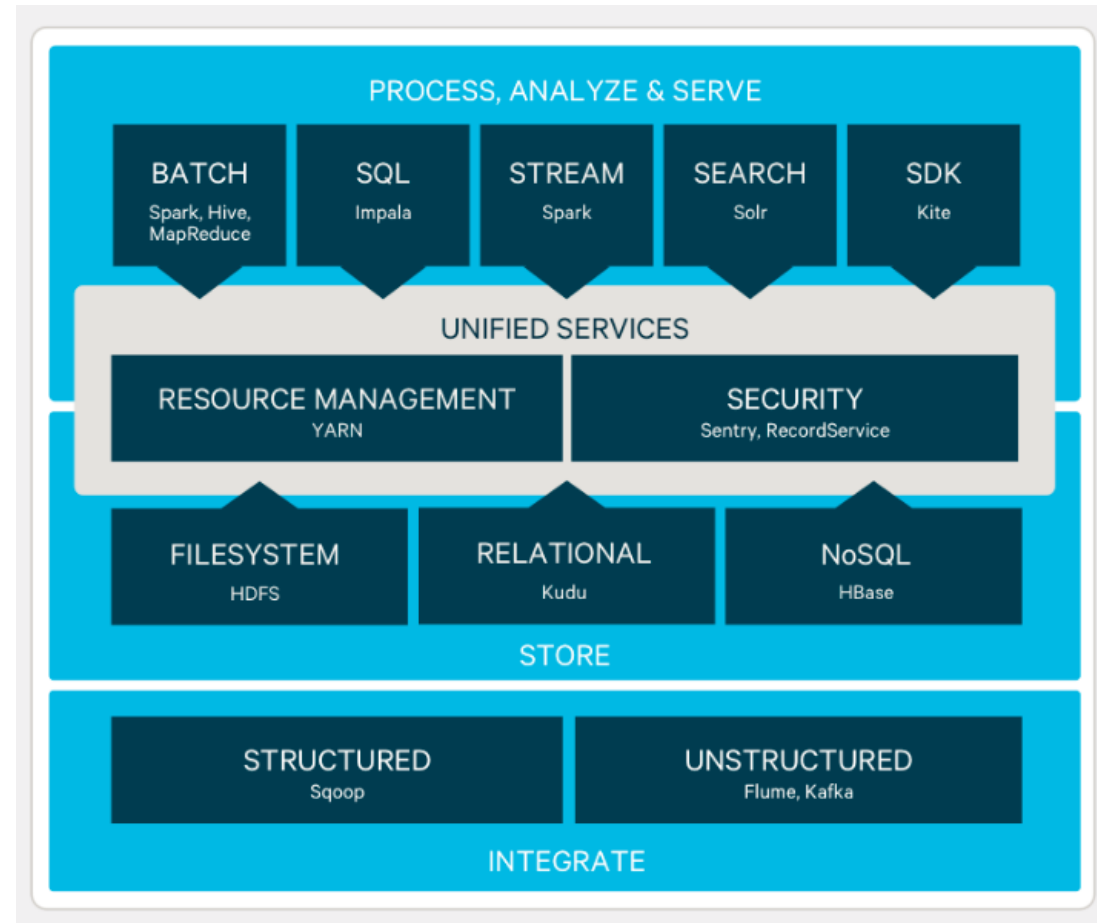 PROCESS, ANALYZE & SERVE
BATCH
Spark, Hive,
MapReduce
SQL
Impala
STREAM
Spark
SEARCH
Solr
SDK
Kite
UNIFIED SERVICES
RESOURCE MANAGEMENT
YARN
SECURITY
Sentry, RecordService
FILESYSTEM
HDFS
RELATIONAL
Kudu
NoSQL
HBase
STORE
STRUCTURED
Sqoop
UNSTRUCTURED
Flume, Kafka
INTEGRATE